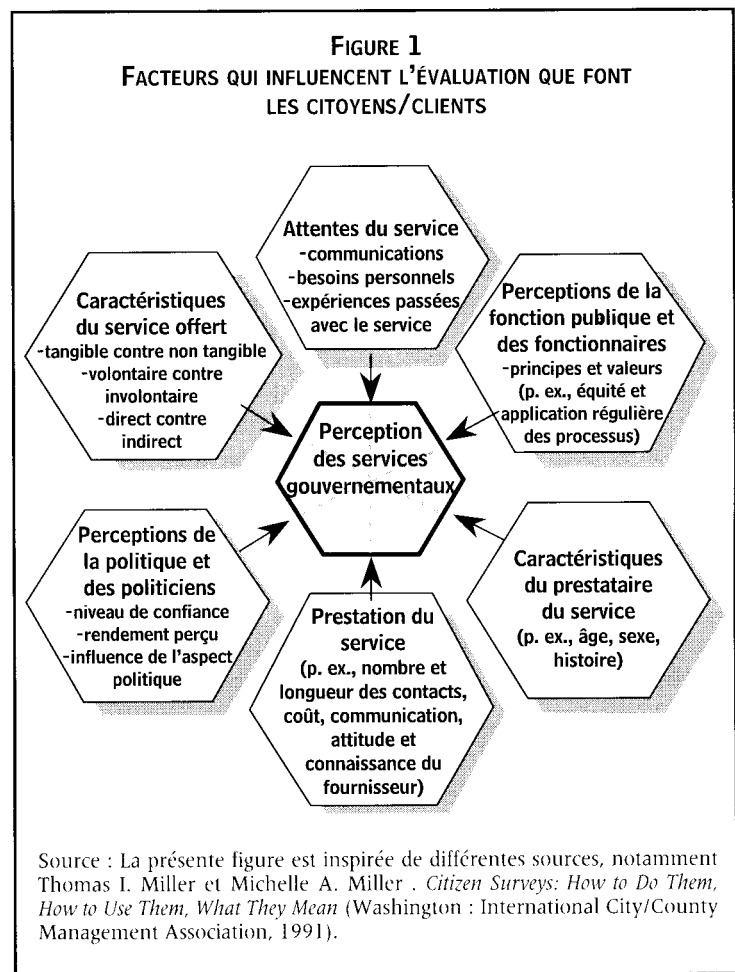 FIGURE 1
FACTEURS QUI INFLUENCENT L'ÉVALUATION QUE FONT
LES CITOYENS/CLIENTS
Attentes du service
-communications
-besoins personnels
-expériences passées
avec le service
Caractéristiques
du service offert
-tangible contre non tangible
-volontaire contre
involontaire
-direct contre
indirect
Perceptions de la
fonction publique et
des fonctionnaires
-principes et valeurs
(p. ex., équité et
application régulière
des processus)
Perception
des services
gouvernementaux
Perceptions de
la politique et
des politiciens
-niveau de confiance
-rendement perçu
-influence de l'aspect
politique
Prestation du
service
(p. ex., nombre et
longueur des contacts,
coût, communication,
attitude et
connaissance du
fournisseur)
Caractéristiques
du prestataire
du service
(p. ex., âge, sexe,
histoire)
Source : La présente figure est inspirée de différentes sources, notamment
Thomas I. Miller et Michelle A. Miller . Citizen Surveys: How to Do Them,
How to Use Them, What They Mean (Washington : International City/County
Management Association, 1991).